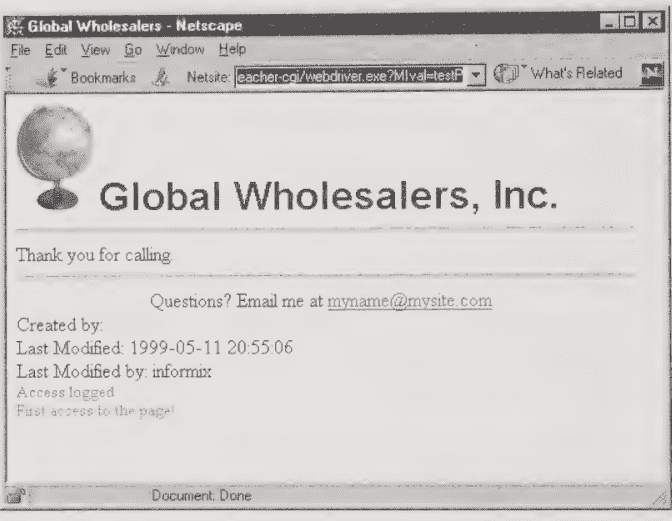 Global Wholesalers - Netscape
File Edit View Go Window Help
Bookmarks Netsite: eacher-cgi/webdriver.exe?MIval=testP What's Related
Global Wholesalers, Inc.
Thank you for calling.
Questions? Email me at myname@mysite.com
Created by:
Last Modified: 1999-05-11 20:55:06
Last Modified by: informix
Access logged
First access to the page!
Document: Done